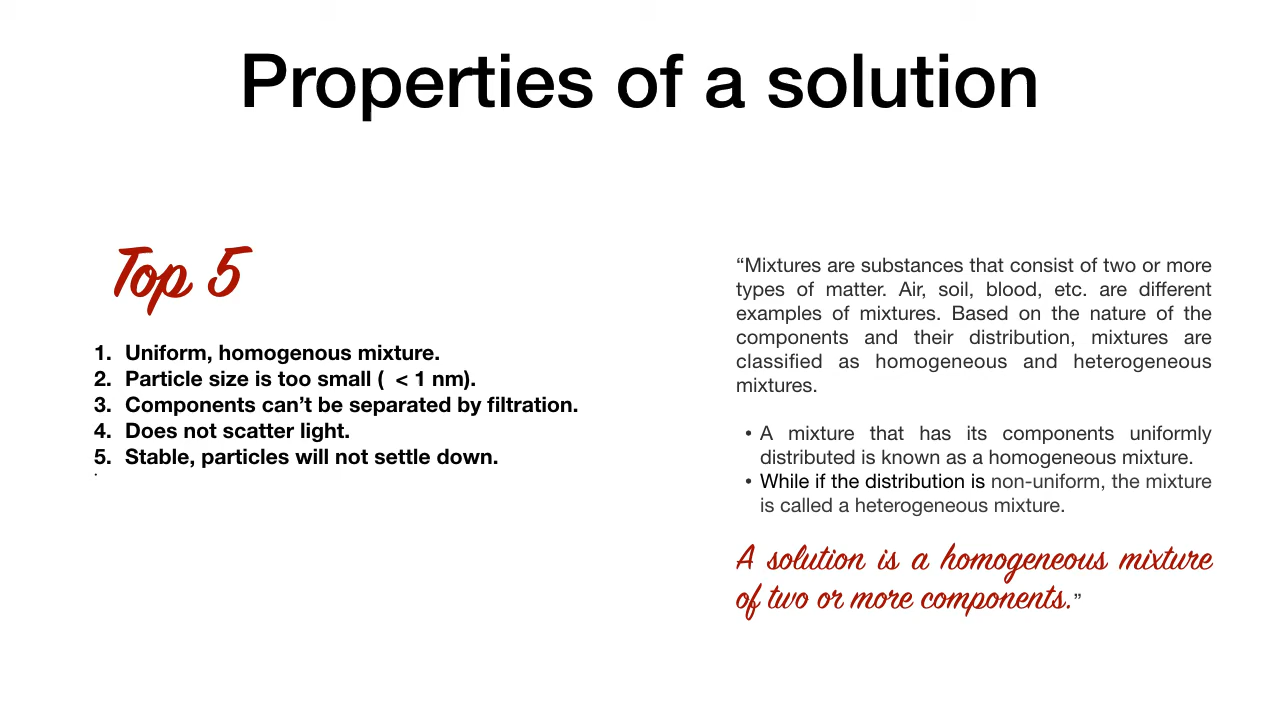 Properties of a solution
Top 5
1. Uniform, homogenous mixture.
2. Particle size is too small (  < 1 nm).
3. Components can’t be separated by filtration.
4. Does not scatter light.
5. Stable, particles will not settle down.
.
“Mixtures are substances that consist of two or more
types of matter. Air, soil, blood, etc. are different
examples of mixtures. Based on the nature of the
components and their distribution, mixtures are
classified as homogeneous and heterogeneous
mixtures.
• A mixture that has its components uniformly
distributed is known as a homogeneous mixture.
• While if the distribution is non-uniform, the mixture
is called a heterogeneous mixture.
A solution is a homogeneous mixture
of two or more components.”